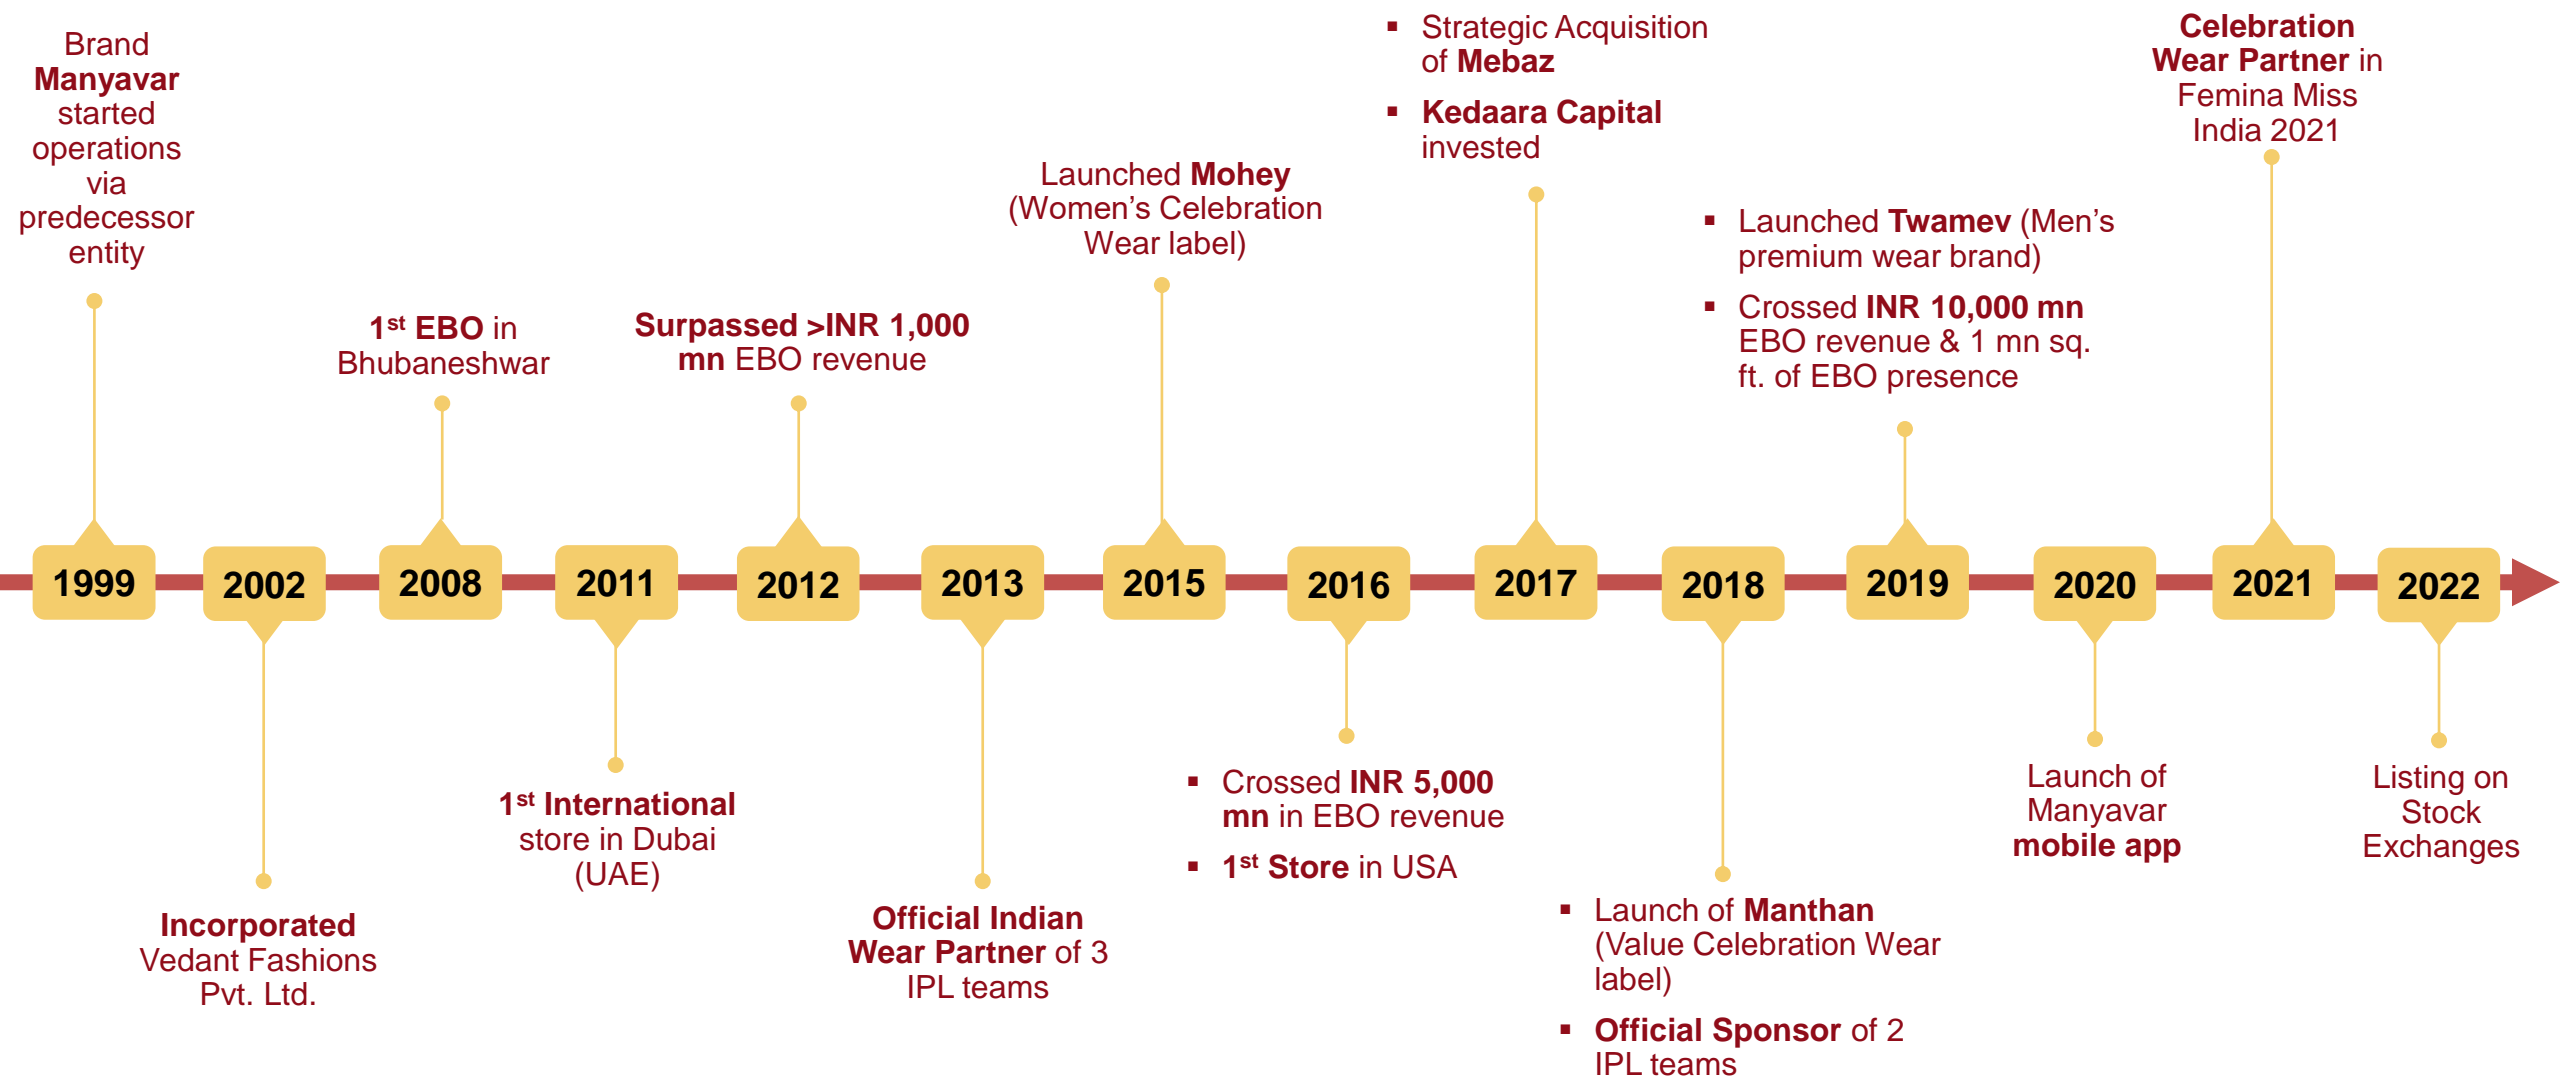 Brand
Manyavar
started
operations
via
predecessor
entity
1st EBO in
Bhubaneshwar
Surpassed >INR 1,000
mn EBO revenue
Launched Mohey
(Women's Celebration
Wear label)
▪ Strategic Acquisition
of Mebaz
▪ Kedaara Capital
invested
▪ Launched Twamev (Men's
premium wear brand)
▪ Crossed INR 10,000 mn
EBO revenue & 1 mn sq.
ft. of EBO presence
Celebration
Wear Partner in
Femina Miss
India 2021
1999
2002
2008
2011
2012
2013
2015
2016
2017
2018
2019
2020
2021
2022
Incorporated
Vedant Fashions
Pvt. Ltd.
1st International
store in Dubai
(UAE)
Official Indian
Wear Partner of 3
IPL teams
▪ Crossed INR 5,000
mn in EBO revenue
▪ 1st Store in USA
▪ Launch of Manthan
(Value Celebration Wear
label)
▪ Official Sponsor of 2
IPL teams
Launch of
Manyavar
mobile app
Listing on
Stock
Exchanges